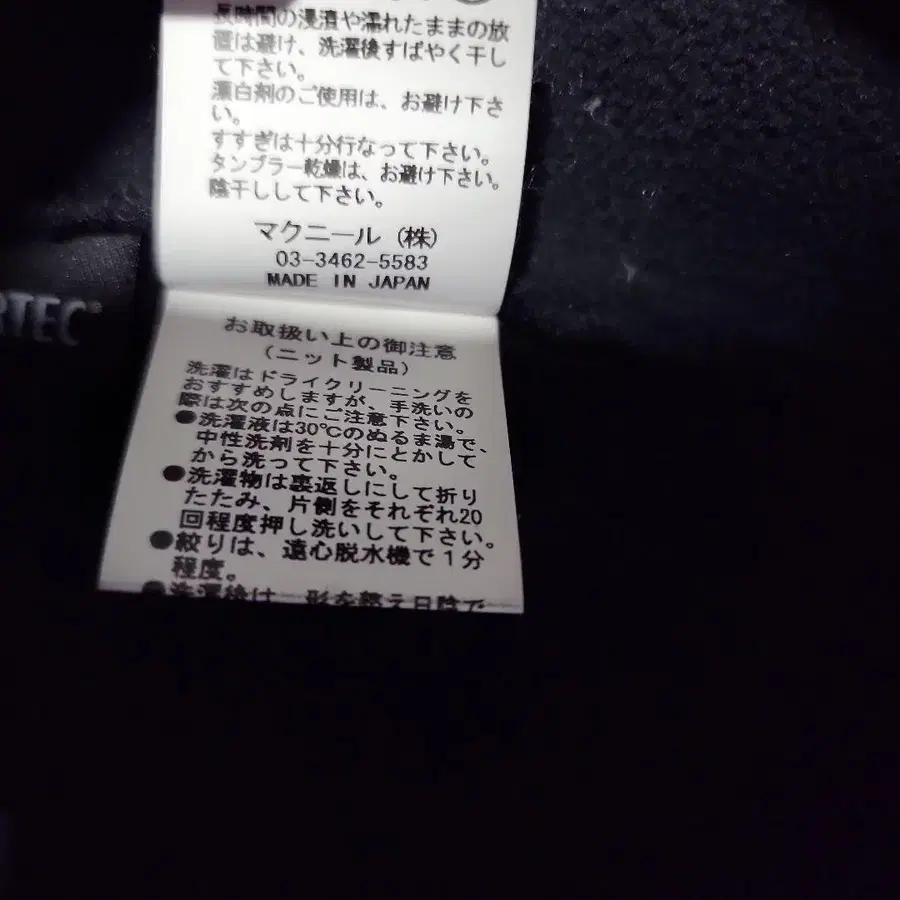 長時間の浸漬や濡れたままの放
置は避け、洗濯後すばやく干し
て下さい。
漂白剤のご使用は、お避け下さ
い。
すすぎは十分行なって下さい。
タンブラー乾燥は、お避け下さい。
陰干しして下さい。
マクニール(株)
03-3462-5583
MADE IN JAPAN
RTEC®
お取扱い上の御注意
(ニット製品)
洗濯はドライクリーニングを
おすすめしますが、手洗いの
際は次の点にご注意下さい。
●洗濯液は30℃のぬるま湯で、
中性洗剤を十分にとかして
から洗って下さい。
●洗濯物は裏返しにして折り
たたみ、片側をそれぞれ20
回程度押し洗いして下さい。
●絞りは、遠心脱水機で1分
程度。
●洗濯後は、形を整え日陰で